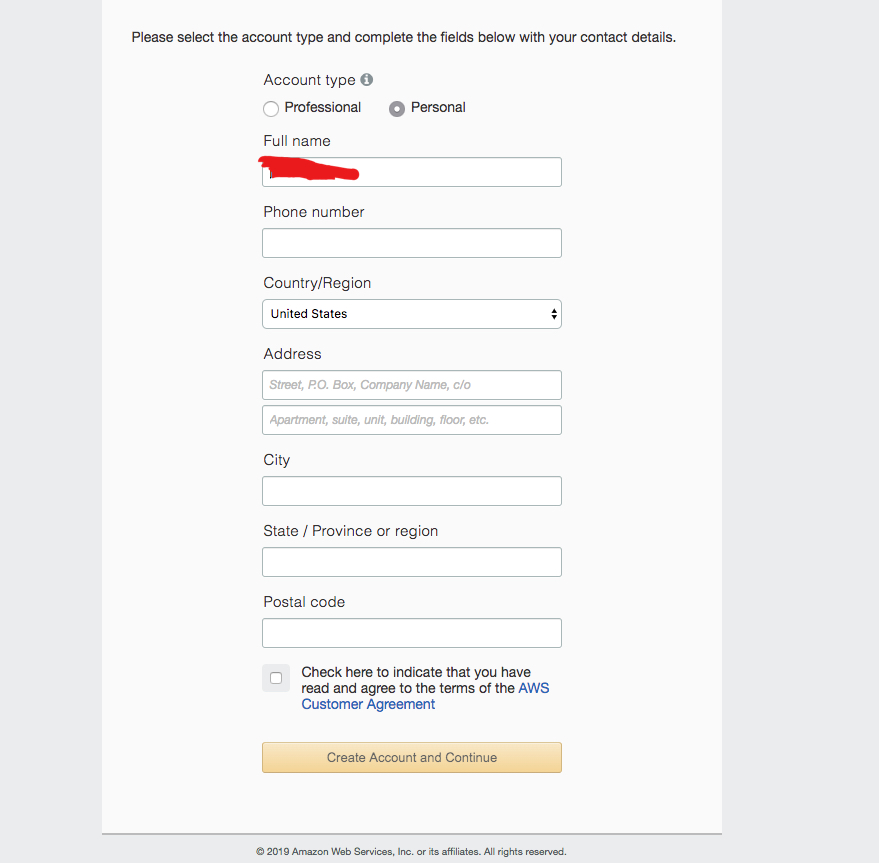 Please select the account type and complete the fields below with your contact details.
Account type
Professional
Personal
Full name
Phone number
Country/Region
United States
Address
Street, P.O. Box, Company Name, c/o
Apartment, suite, unit, building, floor, etc.
City
State / Province or region
Postal code
Check here to indicate that you have
read and agree to the terms of the AWS
Customer Agreement
Create Account and Continue
© 2019 Amazon Web Services, Inc. or its affiliates. All rights reserved.